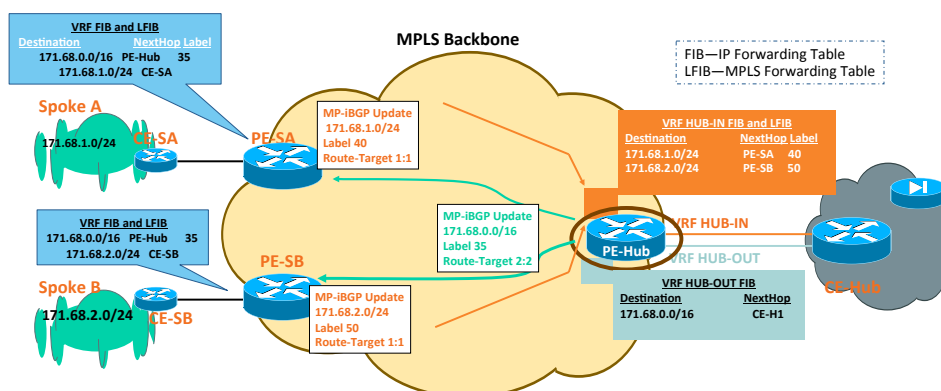 VRF FIB and LFIB
Destination NextHop Label
171.68.0.0/16 PE-Hub 35
171.68.1.0/24 CE-SA
MPLS Backbone
FIB—IP Forwarding Table
LFIB—MPLS Forwarding Table
Spoke A
171.68.1.0/24
CE-SA
PE-SA
MP-iBGP Update
171.68.1.0/24
Label 40
Route-Target 1:1
VRF HUB-IN FIB and LFIB
Destination NextHop Label
171.68.1.0/24 PE-SA 40
171.68.2.0/24 PE-SB 50
VRF FIB and LFIB
171.68.0.0/16 PE-Hub 35
171.68.2.0/24 CE-SB
MP-iBGP Update
171.68.0.0/16
Label 35
Route-Target 2:2
PE-Hub
VRF HUB-IN
VRF HUB-OUT
CE-Hub
PE-SB
Spoke B
171.68.2.0/24
CE-SB
MP-iBGP Update
171.68.2.0/24
Label 50
Route-Target 1:1
VRF HUB-OUT FIB
Destination NextHop
171.68.0.0/16 CE-H1